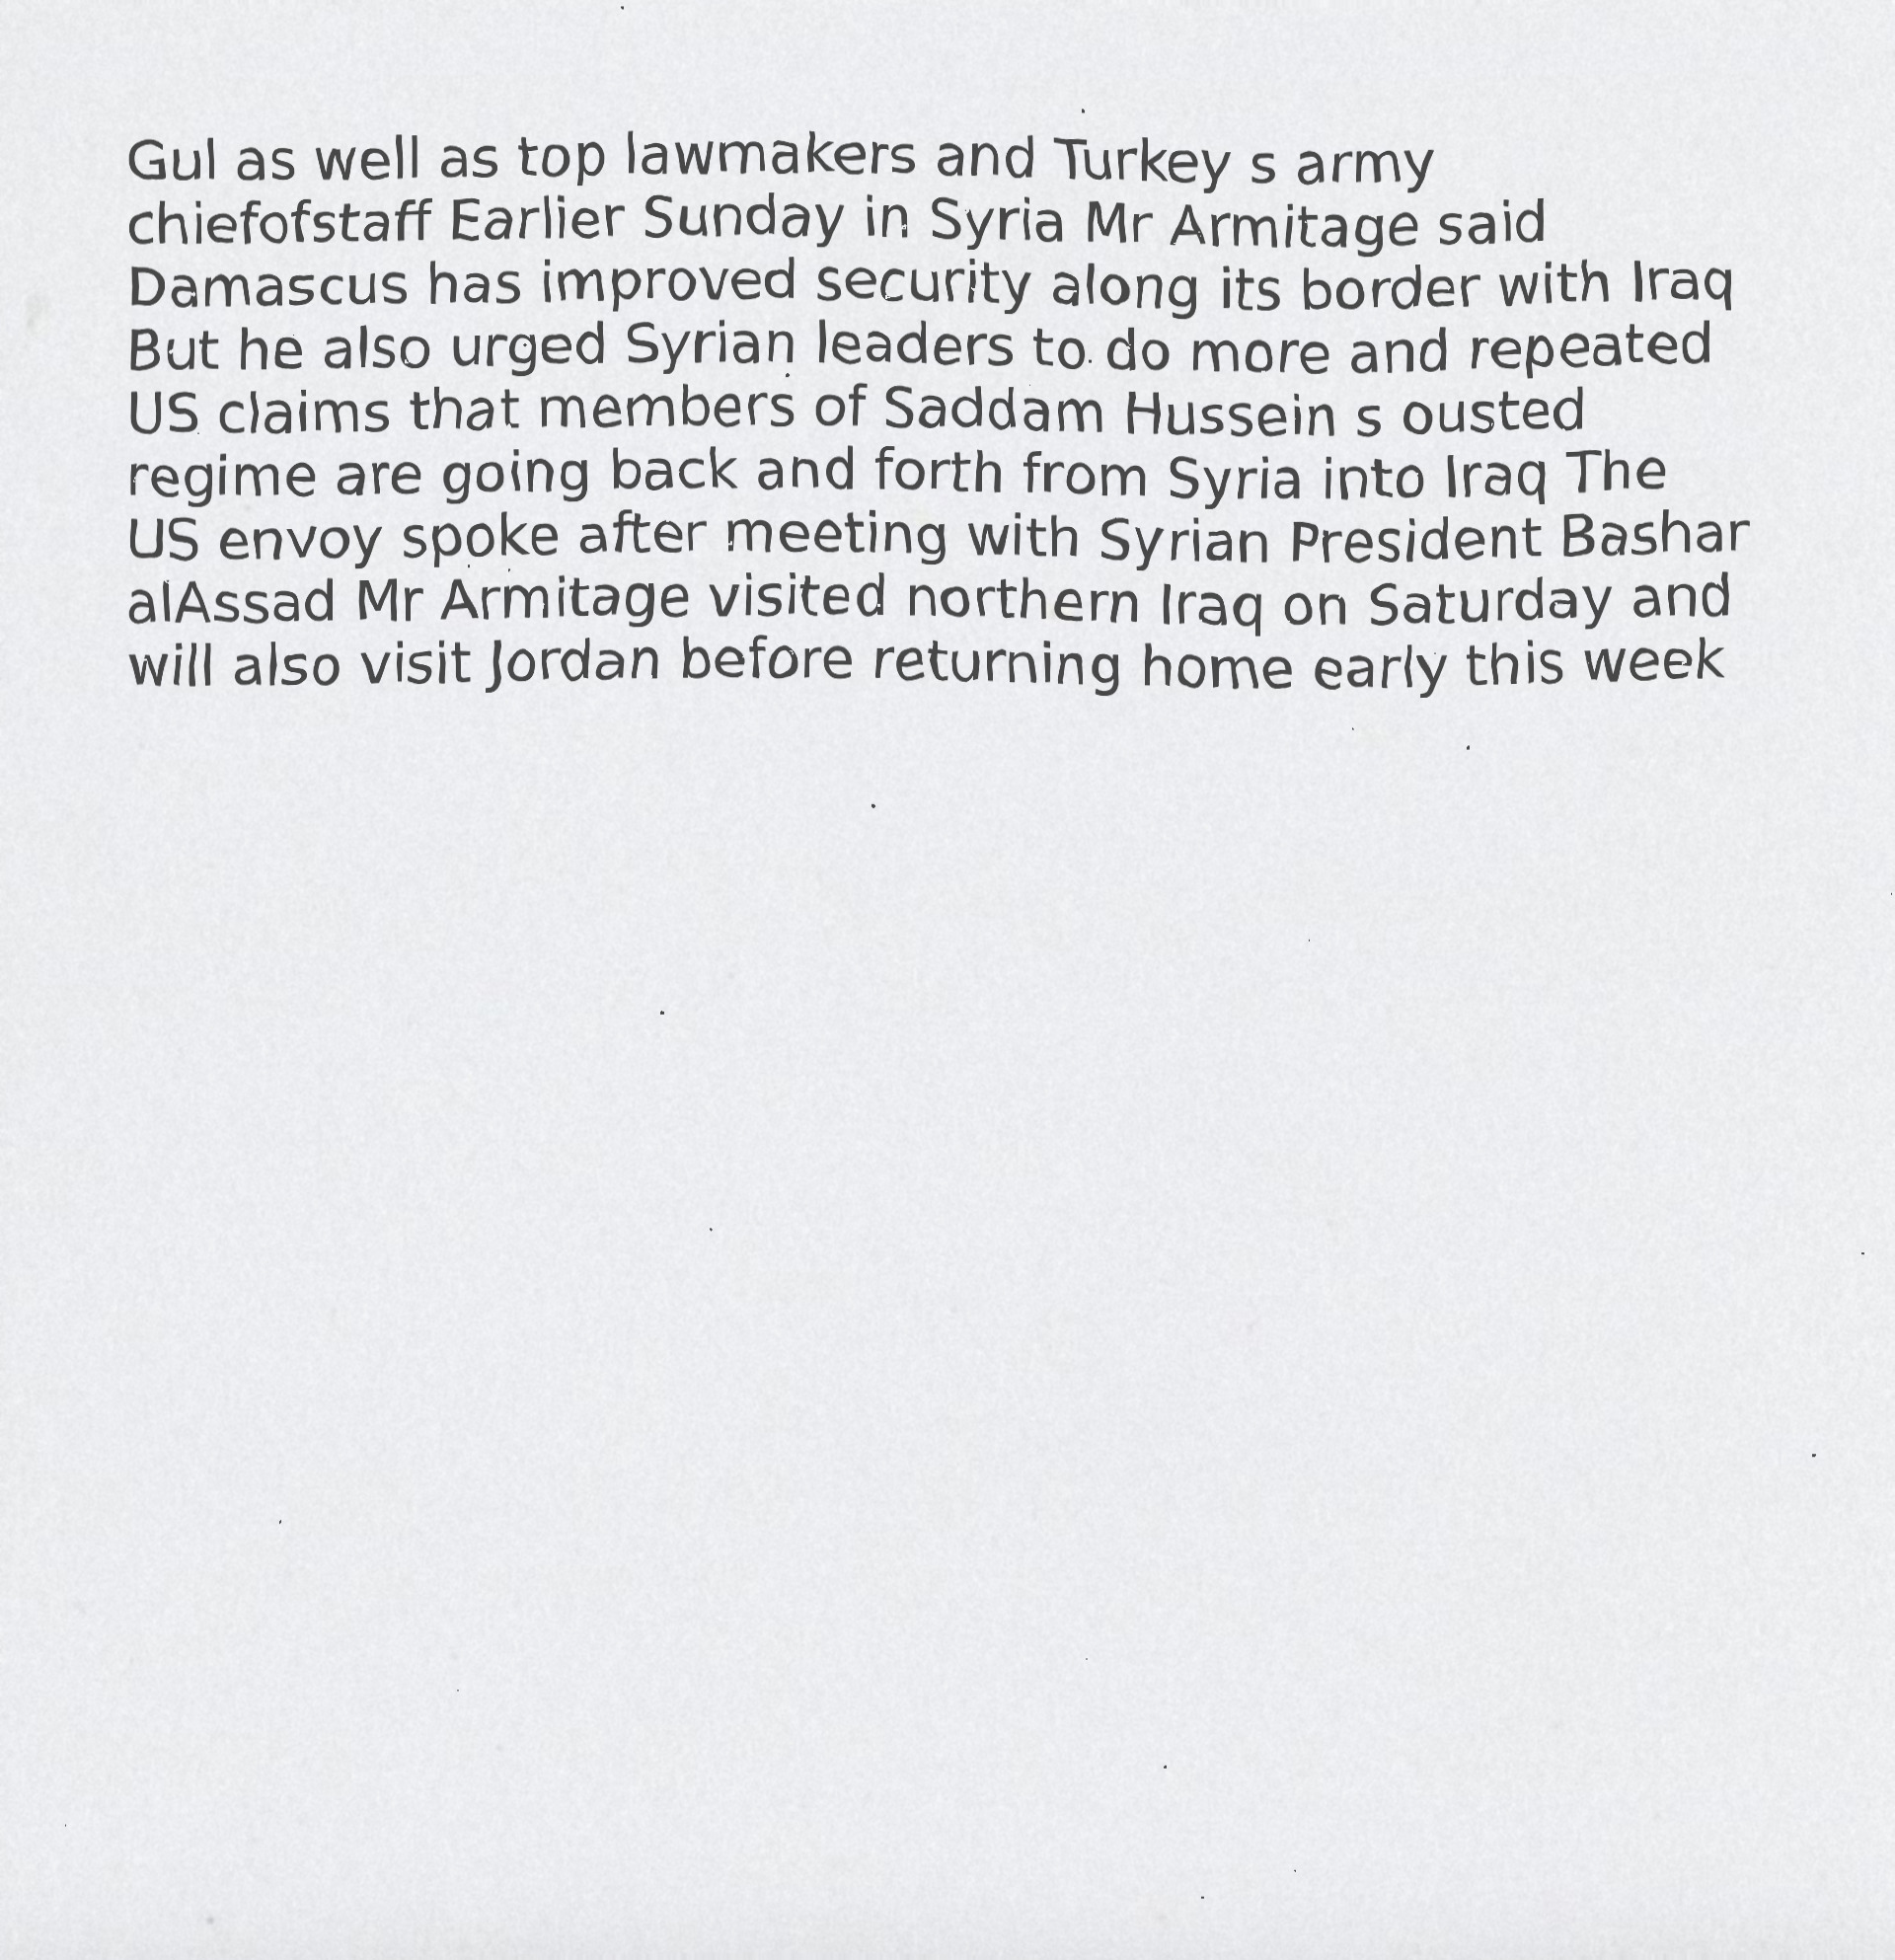 Gul as well as top lawmakers and Turkey s army
chiefofstaff Earlier Sunday in Syria Mr Armitage said
Damascus has improved security along its border with Iraq
But he also urged Syrian leaders to do more and repeated
US claims that members of Saddam Hussein s ousted
regime are going back and forth from Syria into Iraq The
US envoy spoke after meeting with Syrian President Bashar
alAssad Mr Armitage visited northern Iraq on Saturday and
will also visit Jordan before returning home early this week